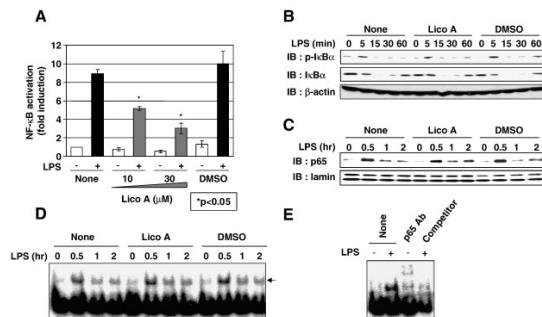 A
NF-κB activation
(fold induction)
12
10
8
6
4
2
0
*
*
LPS - + - + - + - +
None 10 30 DMSO
Lico A (μM)
*p<0.05
B
None Lico A DMSO
LPS (min) 0 5 15 30 60 0 5 15 30 60 0 5 15 30 60
IB : p-IκBα
IB : IκBα
IB : β-actin
C
None Lico A DMSO
LPS (hr) 0 0.5 1 2 0 0.5 1 2 0 0.5 1 2
IB : p65
IB : lamin
D
None Lico A DMSO
LPS (hr) 0 0.5 1 2 0 0.5 1 2 0 0.5 1 2
E
None p65 Ab Competitor
LPS - + - +